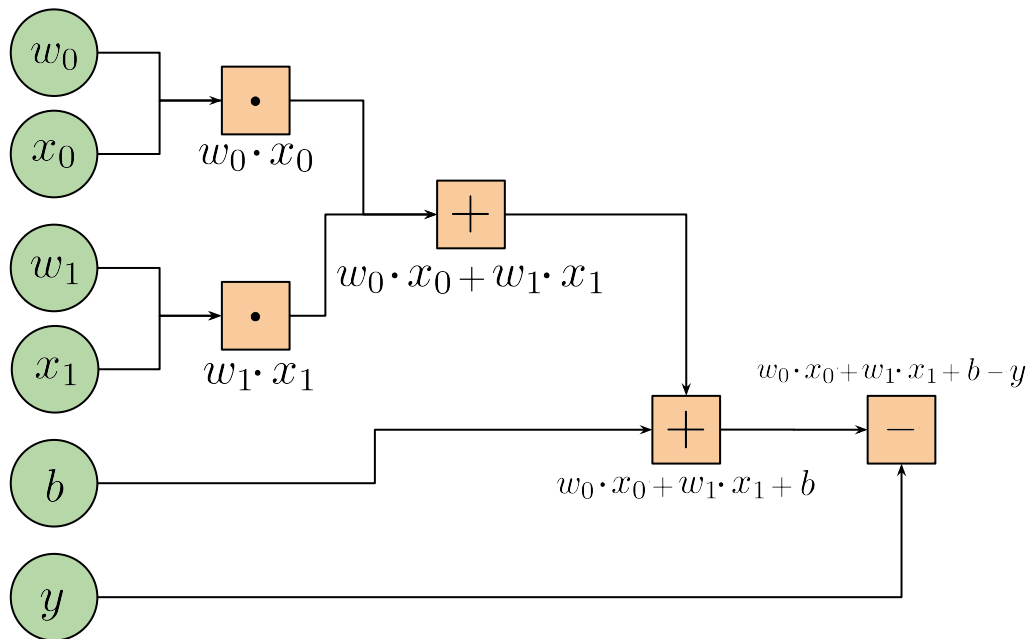 w₀
x₀
·
w₀ · x₀
w₁
x₁
·
w₁ · x₁
+
w₀ · x₀ + w₁ · x₁
b
+
w₀ · x₀ + w₁ · x₁ + b
w₀ · x₀ + w₁ · x₁ + b − y
−
y